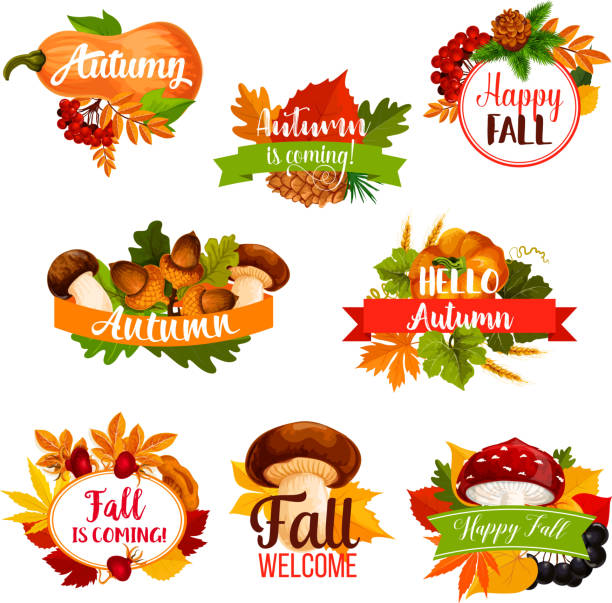 Autumn
Autumn
is coming!
Happy
FALL
Autumn
HELLO
Autumn
Fall
IS COMING!
Fall
WELCOME
Happy Fall